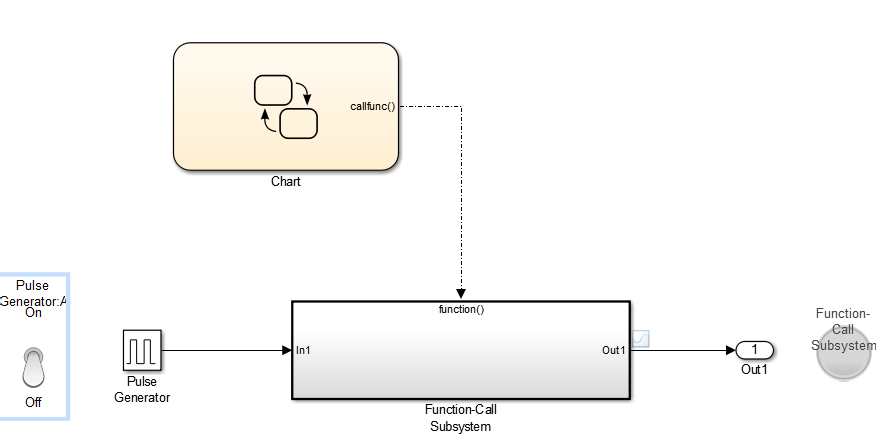 callfunc()
Chart
Pulse
Generator:A
On
Off
Pulse
Generator
function()
In1
Out1
Function-Call
Subsystem
1
Out1
Function-
Call
Subsystem